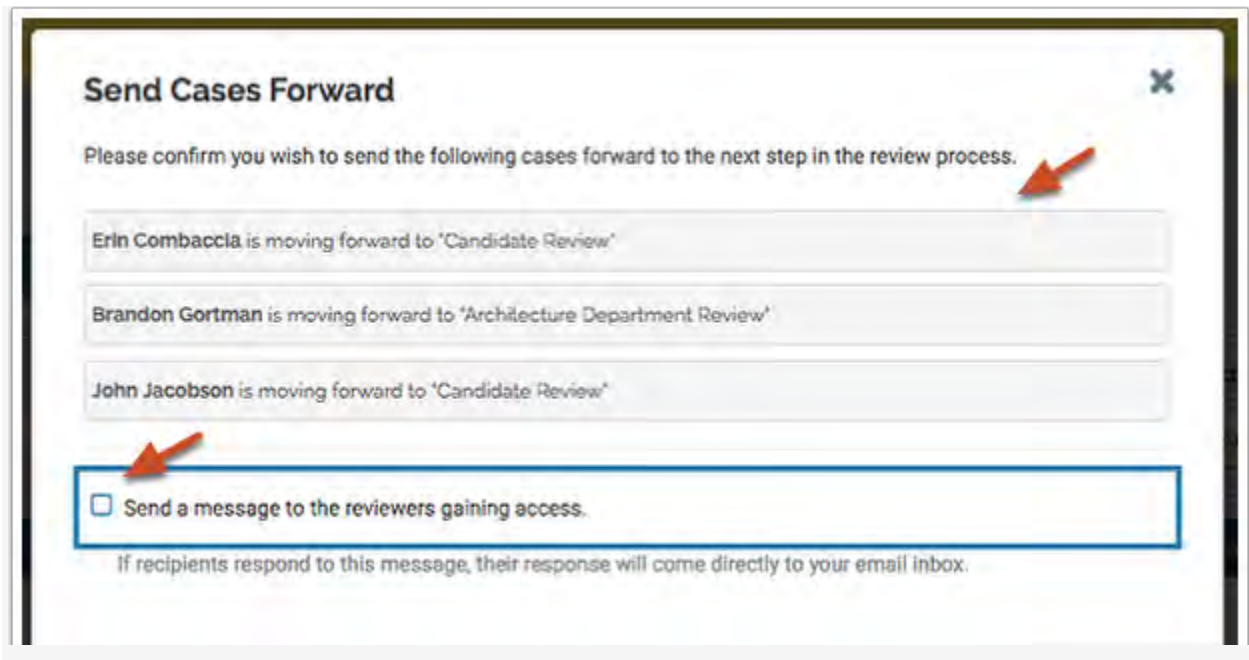 Send Cases Forward
Please confirm you wish to send the following cases forward to the next step in the review process.
Erin Combaccia is moving forward to "Candidate Review"
Brandon Gortman is moving forward to "Architecture Department Review"
John Jacobson is moving forward to "Candidate Review"
Send a message to the reviewers gaining access.
If recipients respond to this message, their response will come directly to your email inbox.